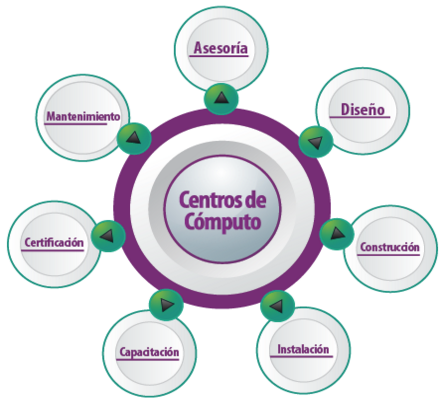 Asesoría
Diseño
Mantenimiento
Centros de
Cómputo
Certificación
Construcción
Capacitación
Instalación